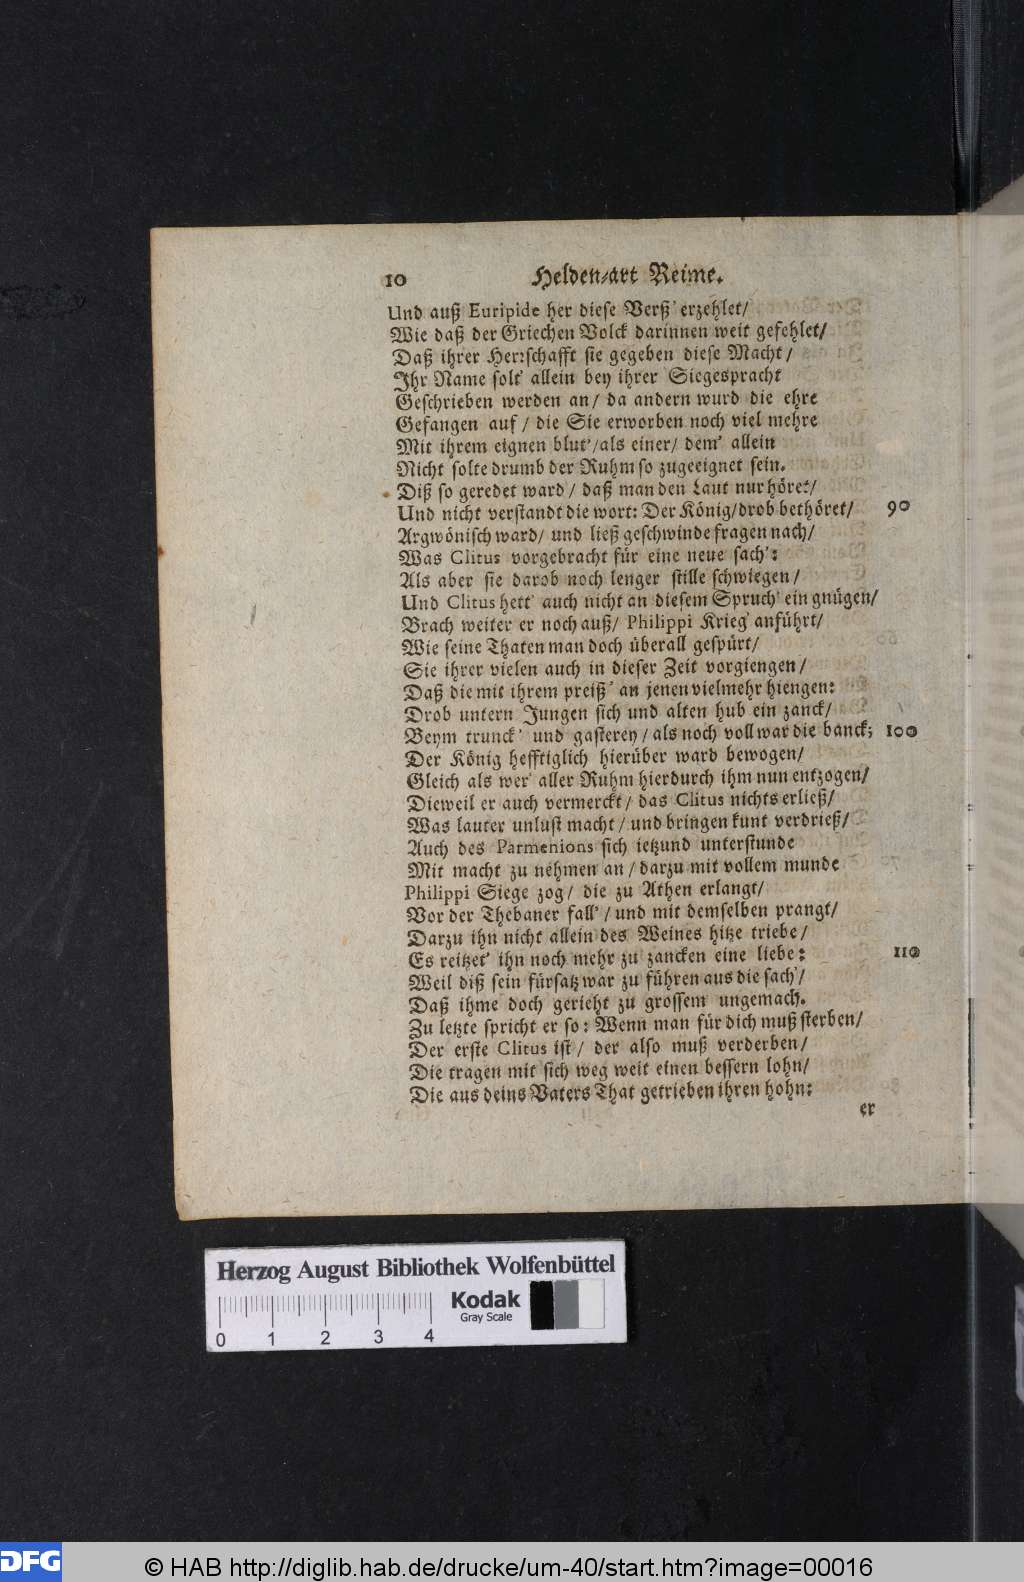 10 Helden-art Reime.
Und auß Euripide her diese Verß' erzehlet/
Wie daß der Griechen Volck darinnen weit gefehlet/
Daß ihrer Herrschafft sie gegeben diese Macht/
Ihr Name solt' allein bey ihrer Siegespracht
Geschrieben werden an/ da andern wurd die ehre
Gefangen auf/ die Sie erworben noch viel mehre
Mit ihrem eignen blut'/als einer/ dem' allein
Nicht solte drumb der Ruhm so zugeeignet sein.
Diß so geredet ward/ daß man den Laut nur höret/
Und nicht verstandt die wort: Der König/drob bethöret/ 90
Argwönisch ward/ und ließ geschwinde fragen nach/
Was Clitus vorgebracht für eine neue sach':
Als aber sie darob noch lenger stille schwiegen/
Und Clitus hett' auch nicht an diesem Spruch' ein gnügen/
Brach weiter er noch auß/ Philippi Krieg' anführt/
Wie seine Thaten man doch überall gespürt/
Sie ihrer vielen auch in dieser Zeit vorgiengen/
Daß die mit ihrem preiß' an jenen vielmehr hiengen:
Drob untern Jungen sich und alten hub ein zanck/
Beym trunck' und gasterey/ als noch voll war die banck; 100
Der König hefftiglich hierüber ward bewogen/
Gleich als wer' aller Ruhm hierdurch ihm nun entzogen/
Dieweil er auch vermerckt/ das Clitus nichts erließ/
Was lauter unlust macht/ und bringen kunt verdrieß/
Auch des Parmenions sich ietzund unterstunde
Mit macht zu nehmen an/ darzu mit vollem munde
Philippi Siege zog/ die zu Athen erlangt/
Vor der Thebaner fall'/ und mit demselben prangt/
Darzu ihn nicht allein des Weines hitze triebe/
Es reitzet' ihn noch mehr zu zancken eine liebe: 110
Weil diß sein fürsatz war zu führen aus die sach'/
Daß ihme doch gerieht zu grossem ungemach.
Zu letzte spricht er so: Wenn man für dich muß sterben/
Der erste Clitus ist/ der also muß verderben/
Die tragen mit sich weg weit einen bessern lohn/
Die aus deins Vaters That getrieben ihren hohn:
er
Herzog August Bibliothek Wolfenbüttel
Kodak
Gray Scale
0 1 2 3 4
DFG © HAB http://diglib.hab.de/drucke/um-40/start.htm?image=00016